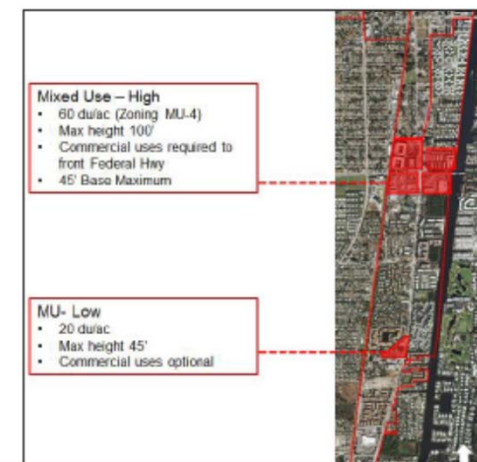 Mixed Use – High
• 60 du/ac (Zoning MU-4)
• Max height 100'
• Commercial uses required to
front Federal Hwy
• 45' Base Maximum
MU- Low
• 20 du/ac
• Max height 45'
• Commercial uses optional